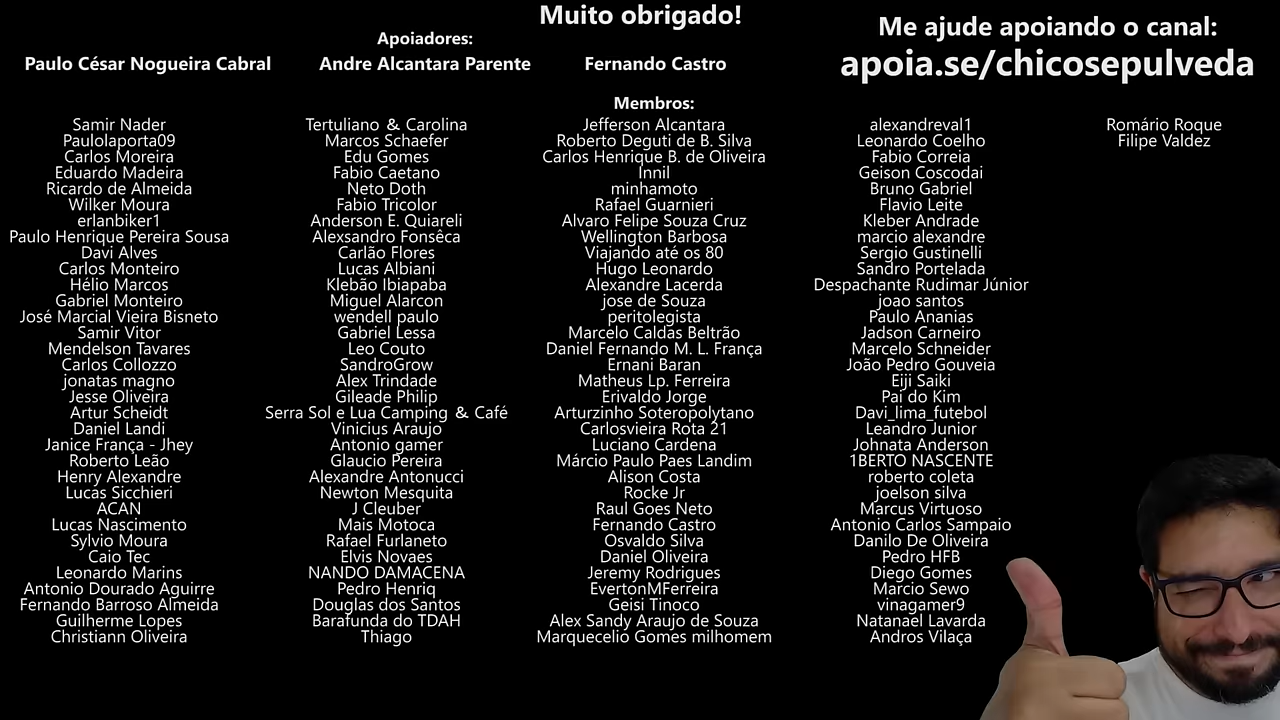 Muito obrigado!
Apoiadores:
Paulo César Nogueira Cabral
Andre Alcantara Parente
Fernando Castro
Me ajude apoiando o canal:
apoia.se/chicosepulveda
Membros:
Samir Nader
Paulolaporta09
Carlos Moreira
Eduardo Madeira
Ricardo de Almeida
Wilker Moura
erlanbiker1
Paulo Henrique Pereira Sousa
Davi Alves
Carlos Monteiro
Hélio Marcos
Gabriel Monteiro
José Marcial Vieira Bisneto
Samir Vitor
Mendelson Tavares
Carlos Collozzo
jonatas magno
Jesse Oliveira
Artur Scheidt
Daniel Landi
Janice França - Jhey
Roberto Leão
Henry Alexandre
Lucas Sicchieri
ACAN
Lucas Nascimento
Sylvio Moura
Caio Tec
Leonardo Marins
Antonio Dourado Aguirre
Fernando Barroso Almeida
Guilherme Lopes
Christiann Oliveira
Tertuliano & Carolina
Marcos Schaefer
Edu Gomes
Fabio Caetano
Neto Doth
Fabio Tricolor
Anderson E. Quiareli
Alexsandro Fonsêca
Carlão Flores
Lucas Albiani
Klebão Ibiapaba
Miguel Alarcon
wendell paulo
Gabriel Lessa
Leo Couto
SandroGrow
Alex Trindade
Gileade Philip
Serra Sol e Lua Camping & Café
Vinicius Araujo
Antonio gamer
Glaucio Pereira
Alexandre Antonucci
Newton Mesquita
J Cleuber
Mais Motoca
Rafael Furlaneto
Elvis Novaes
NANDO DAMACENA
Pedro Henriq
Douglas dos Santos
Barafunda do TDAH
Thiago
Jefferson Alcantara
Roberto Deguti de B. Silva
Carlos Henrique B. de Oliveira
Innil
minhamoto
Rafael Guarnieri
Alvaro Felipe Souza Cruz
Wellington Barbosa
Viajando até os 80
Hugo Leonardo
Alexandre Lacerda
jose de Souza
peritolegista
Marcelo Caldas Beltrão
Daniel Fernando M. L. França
Ernani Baran
Matheus Lp. Ferreira
Erivaldo Jorge
Arturzinho Soteropolytano
Carlosvieira Rota 21
Luciano Cardena
Márcio Paulo Paes Landim
Alison Costa
Rocke Jr
Raul Goes Neto
Fernando Castro
Osvaldo Silva
Daniel Oliveira
Jeremy Rodrigues
EvertonMFerreira
Geisi Tinoco
Alex Sandy Araujo de Souza
Marquecelio Gomes milhomem
alexandreval1
Leonardo Coelho
Fabio Correia
Geison Coscodai
Bruno Gabriel
Flavio Leite
Kleber Andrade
marcio alexandre
Sergio Gustinelli
Sandro Portelada
Despachante Rudimar Júnior
joao santos
Paulo Ananias
Jadson Carneiro
Marcelo Schneider
João Pedro Gouveia
Eiji Saiki
Pai do Kim
Davi_lima_futebol
Leandro Junior
Johnata Anderson
1BERTO NASCENTE
roberto coleta
joelson silva
Marcus Virtuoso
Antonio Carlos Sampaio
Danilo De Oliveira
Pedro HFB
Diego Gomes
Marcio Sewo
vinagamer9
Natanael Lavarda
Andros Vilaça
Romário Roque
Filipe Valdez